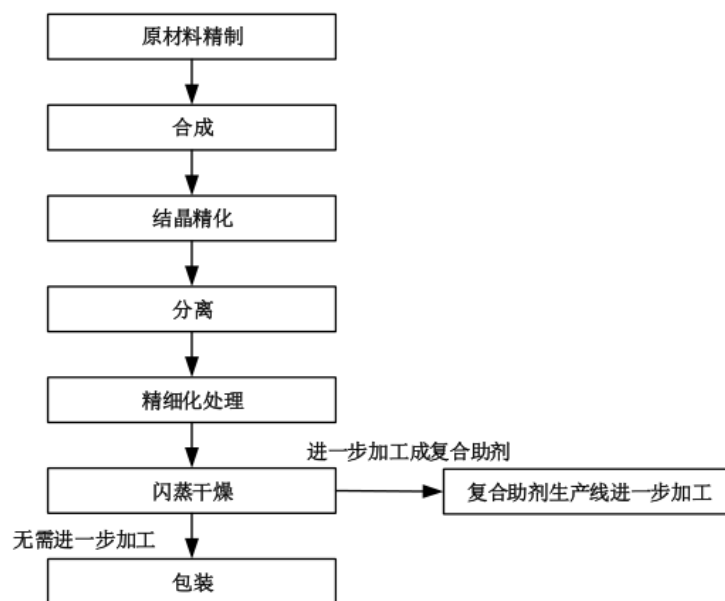 原材料精制
合成
结晶精化
分离
精细化处理
进一步加工成复合助剂
闪蒸干燥
复合助剂生产线进一步加工
无需进一步加工
包装